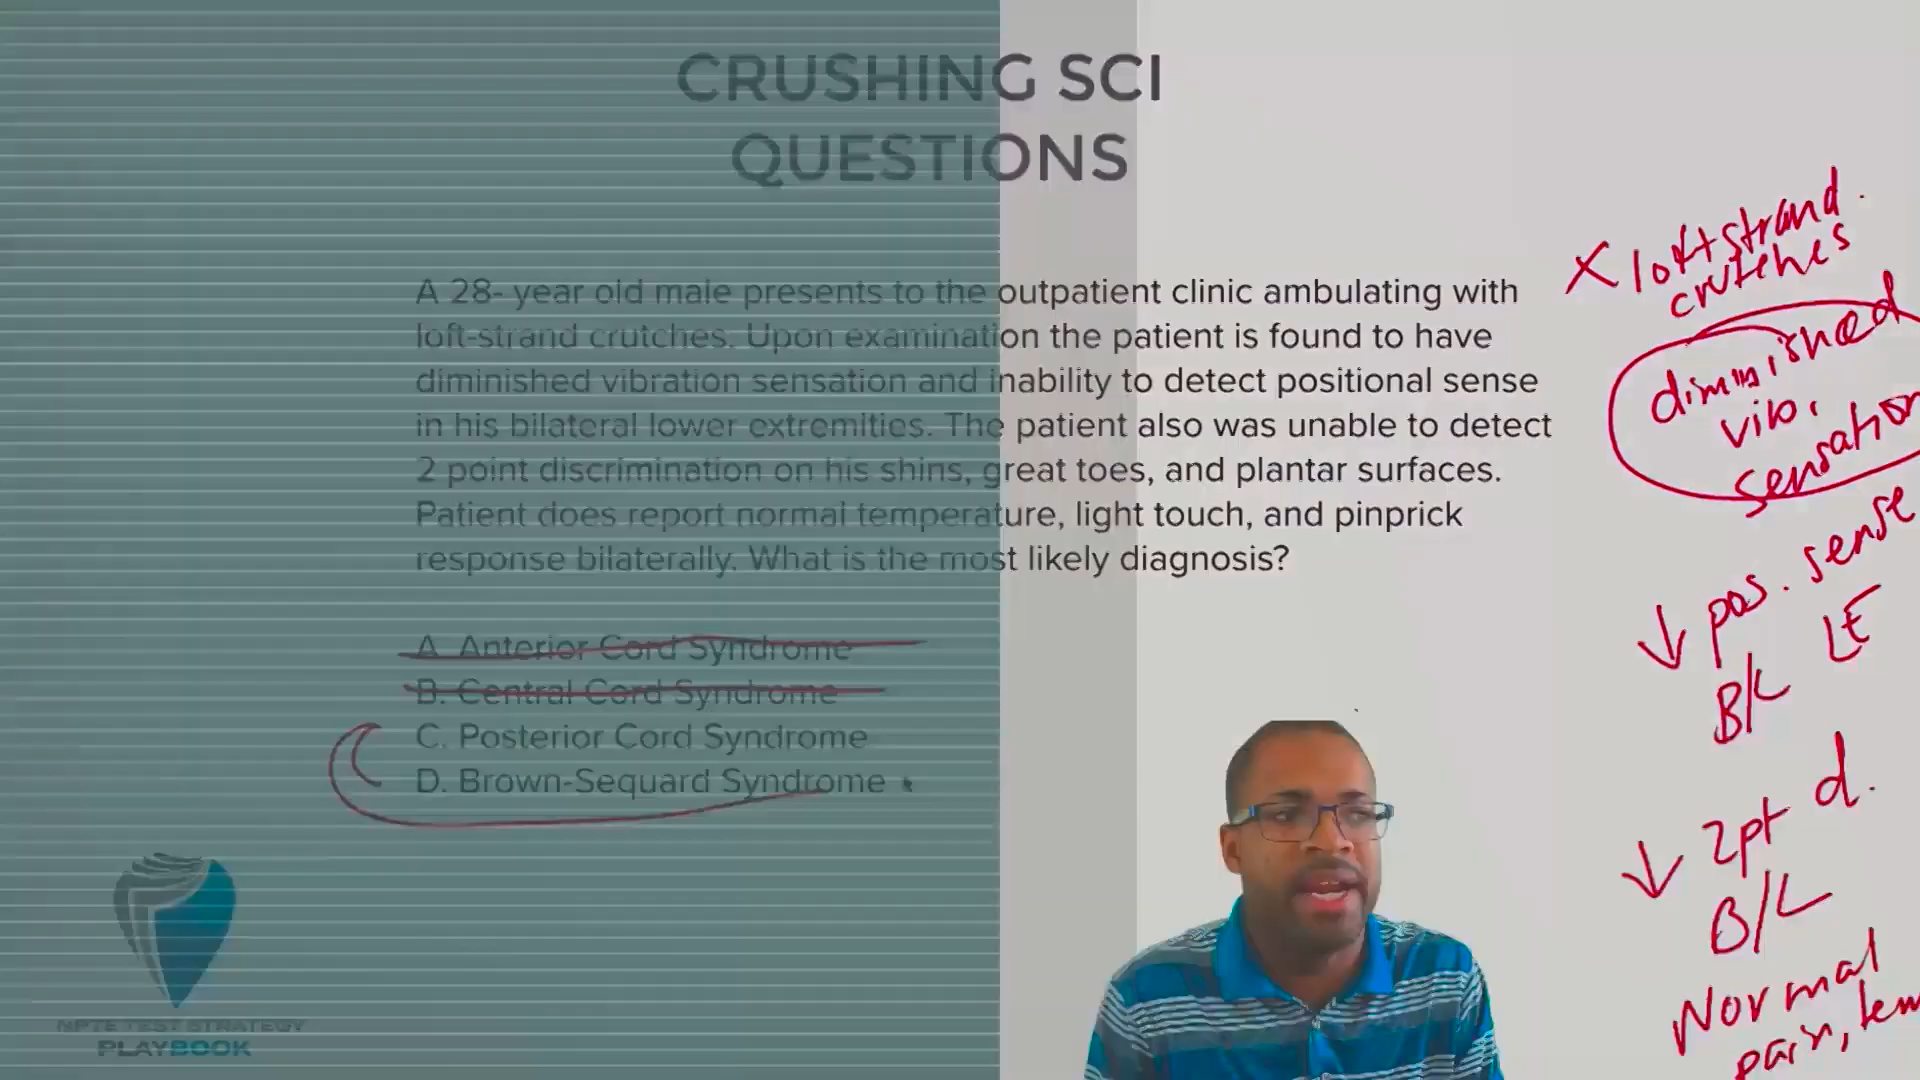 CRUSHING SCI
QUESTIONS
A 28- year old male presents to the outpatient clinic ambulating with
loft-strand crutches. Upon examination the patient is found to have
diminished vibration sensation and inability to detect positional sense
in his bilateral lower extremities. The patient also was unable to detect
2 point discrimination on his shins, great toes, and plantar surfaces.
Patient does report normal temperature, light touch, and pinprick
response bilaterally. What is the most likely diagnosis?
A. Anterior Cord Syndrome
B. Central Cord Syndrome
C. Posterior Cord Syndrome
D. Brown-Sequard Syndrome
X loftstrand.
crutches
diminished
vib.
sensation
↓ pos. sense
B/L LE
↓ 2pt d.
B/L
Normal
pain, tem
NPTE TEST STRATEGY
PLAYBOOK